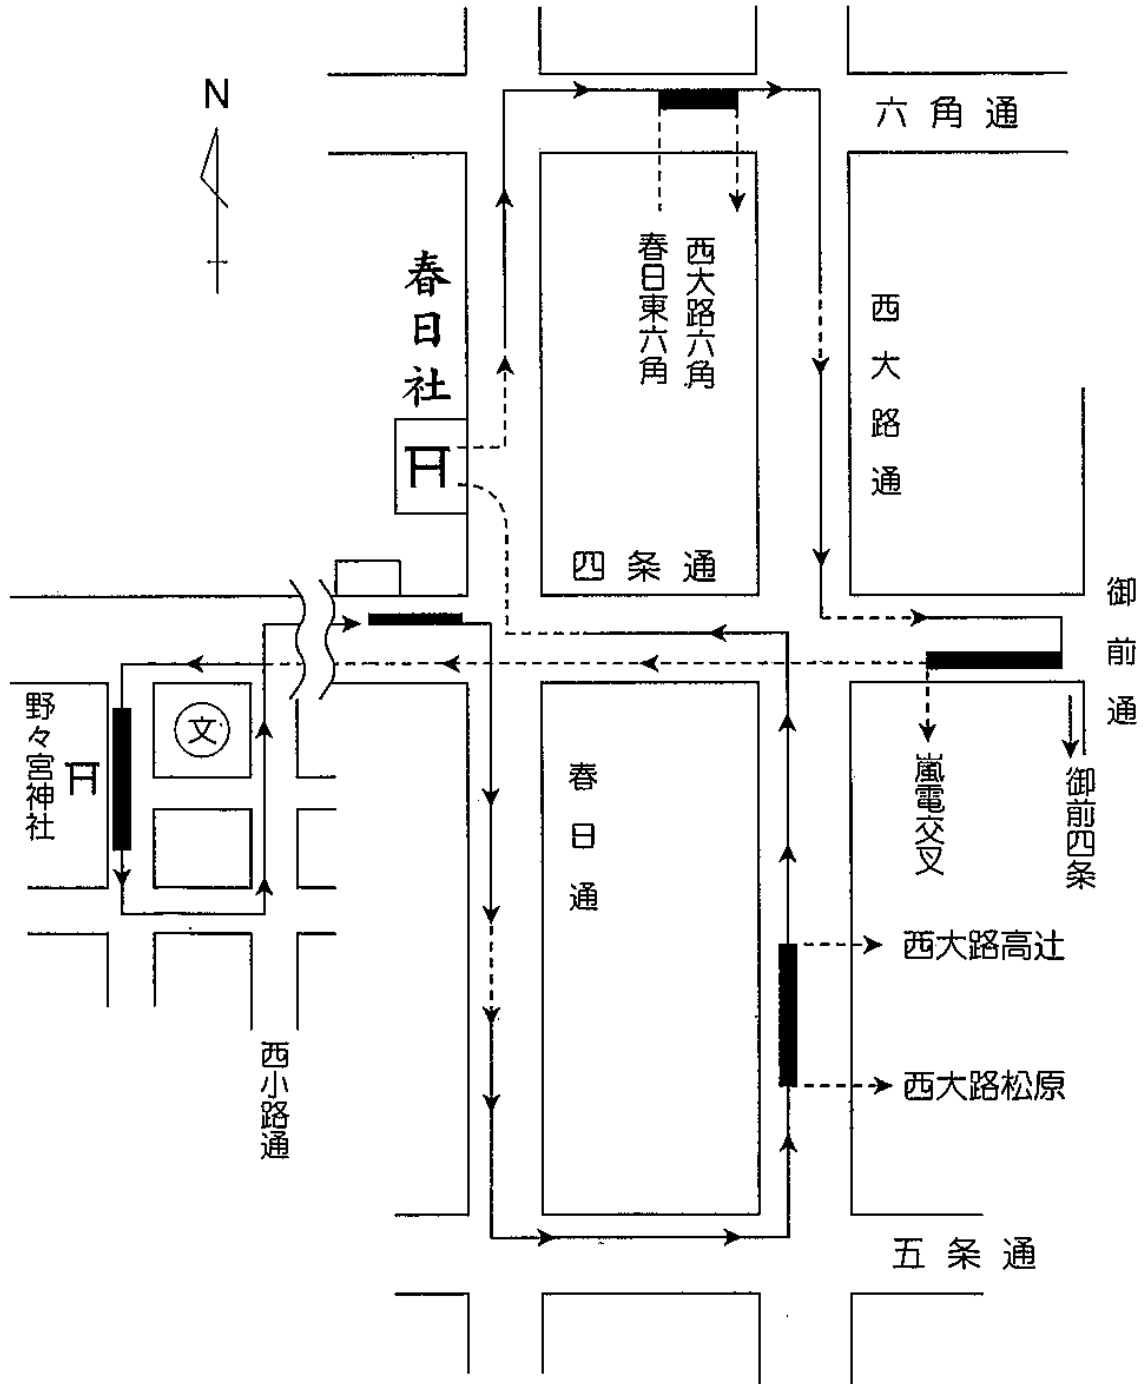 N
六角通
春日社
春日東六角
西大路六角
西大路通
四条通
御前通
野々宮神社
文
春日通
嵐電交叉
御前四条
西大路高辻
西大路松原
西小路通
五条通